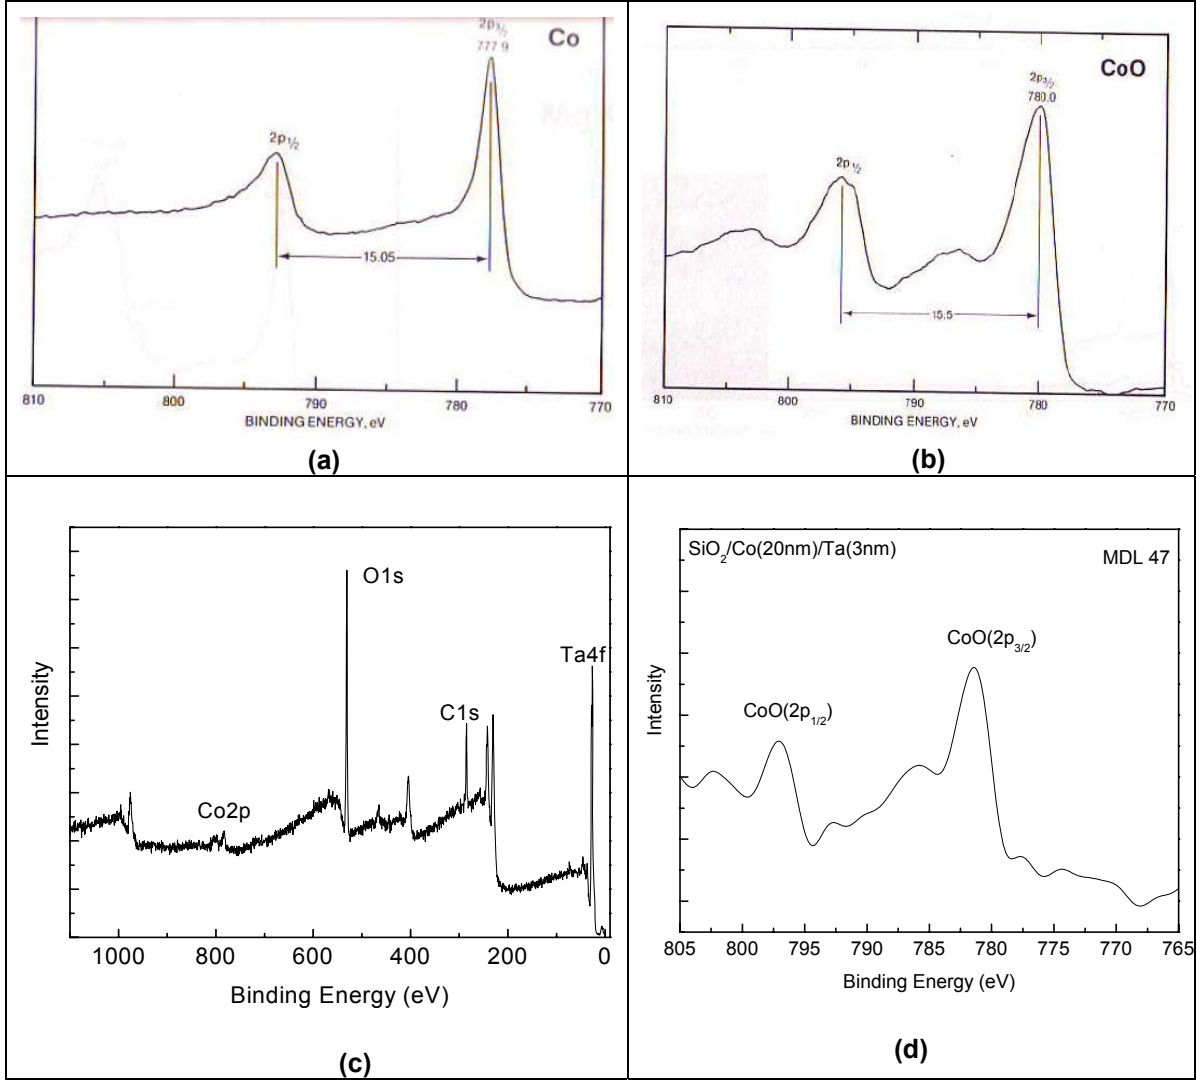 2p3/2
777.9
Co
2p1/2
15.05
810 800 790 780 770
BINDING ENERGY, eV
(a)
2p3/2
780.0
CoO
2p1/2
15.5
810 800 790 780 770
BINDING ENERGY, eV
(b)
O1s
Ta4f
C1s
Co2p
Intensity
1000 800 600 400 200 0
Binding Energy (eV)
(c)
SiO2/Co(20nm)/Ta(3nm)
MDL 47
CoO(2p3/2)
CoO(2p1/2)
Intensity
805 800 795 790 785 780 775 770 765
Binding Energy (eV)
(d)